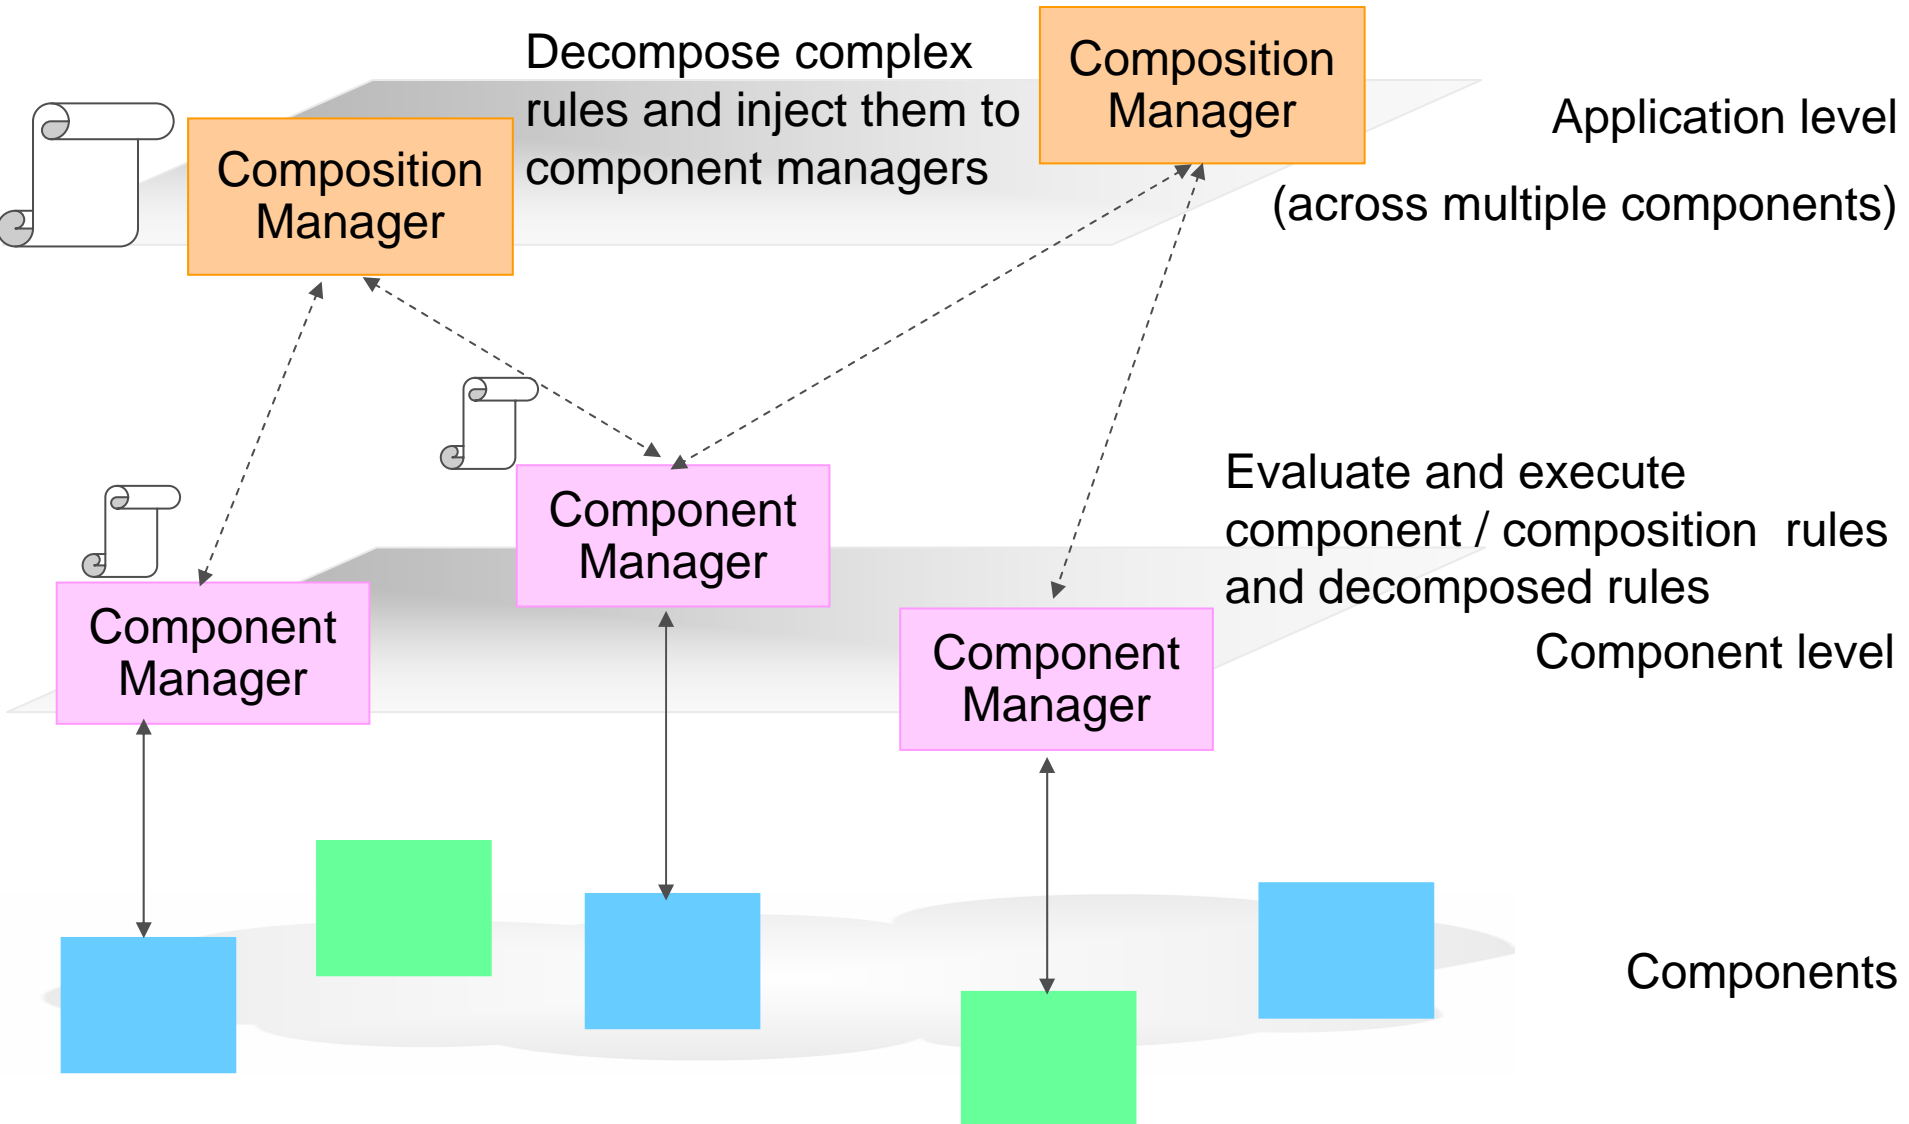 Decompose complex
rules and inject them to
component managers
Composition
Manager
Application level
(across multiple components)
Composition
Manager
Component
Manager
Evaluate and execute
component / composition  rules
and decomposed rules
Component
Manager
Component
Manager
Component level
Components